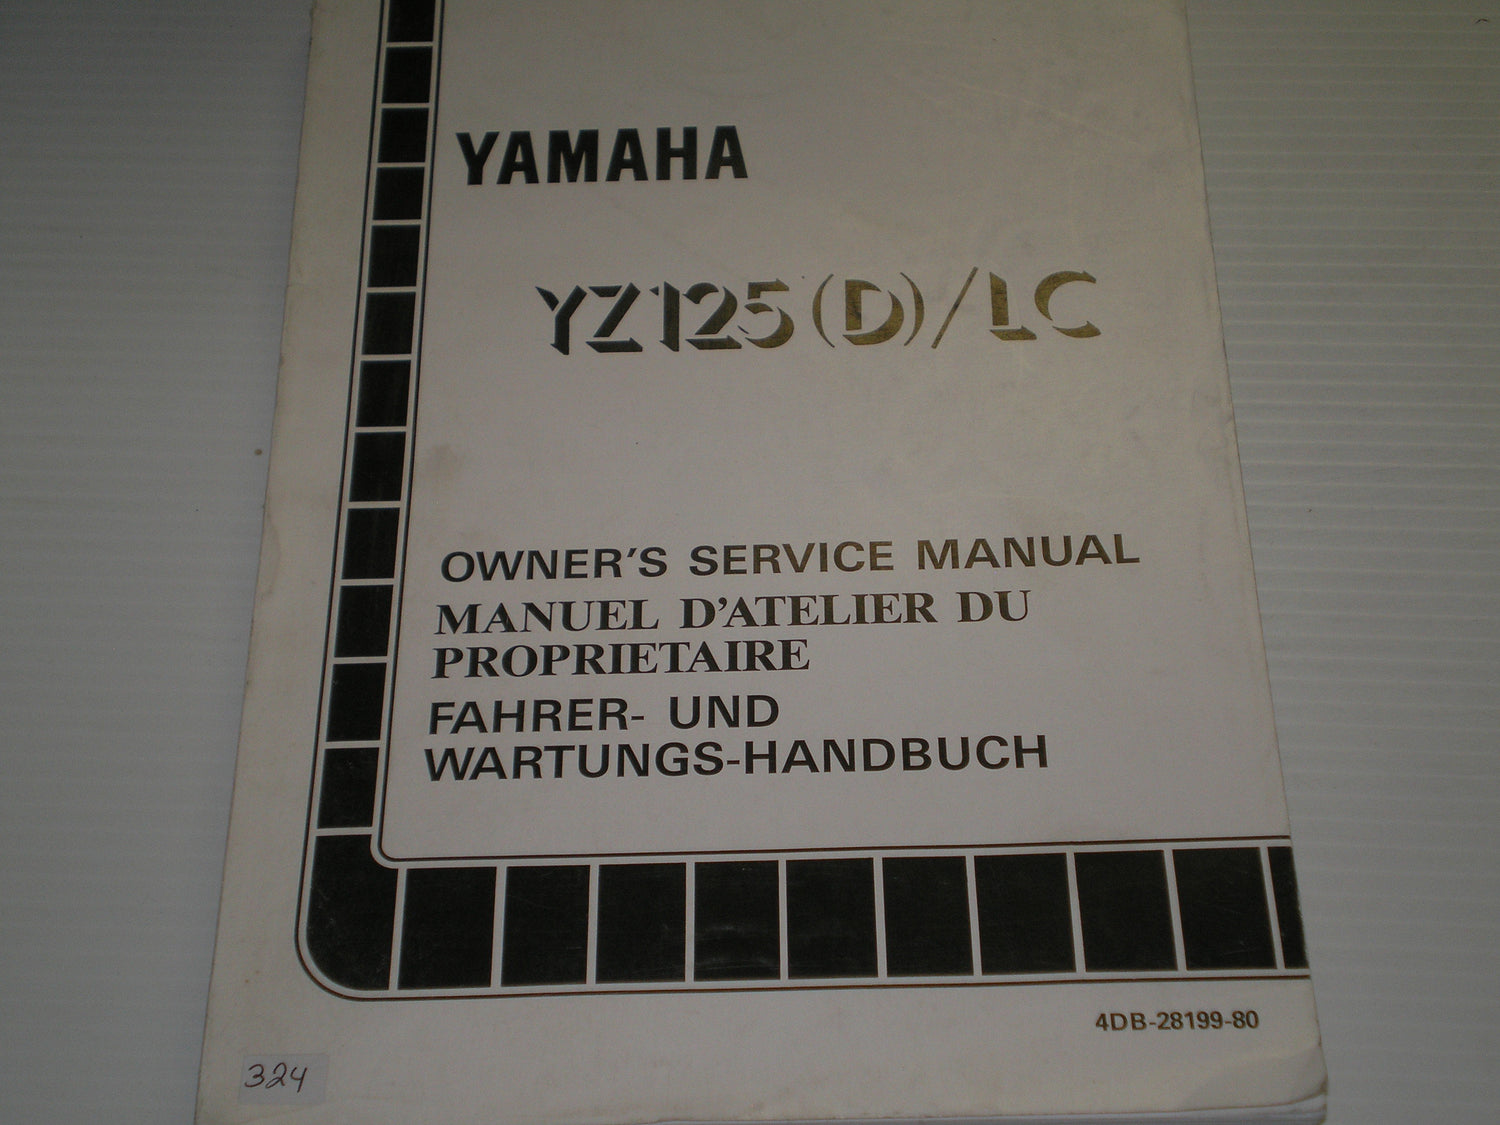 YAMAHA
YZ125(D)/LC
OWNER'S SERVICE MANUAL
MANUEL D'ATELIER DU
PROPRIETAIRE
FAHRER- UND
WARTUNGS-HANDBUCH
4DB-28199-80
324